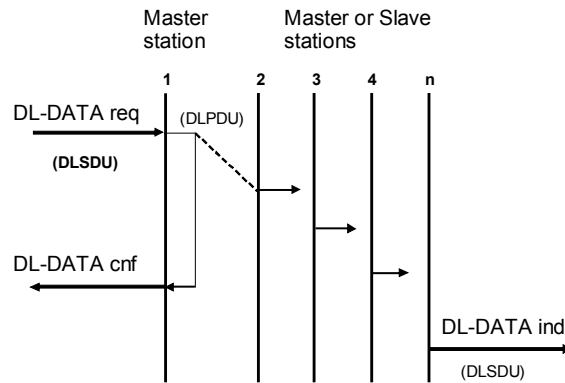 Master station
Master or Slave stations
1 2 3 4 n
DL-DATA req
(DLPDU)
(DLSDU)
DL-DATA cnf
DL-DATA ind
(DLSDU)